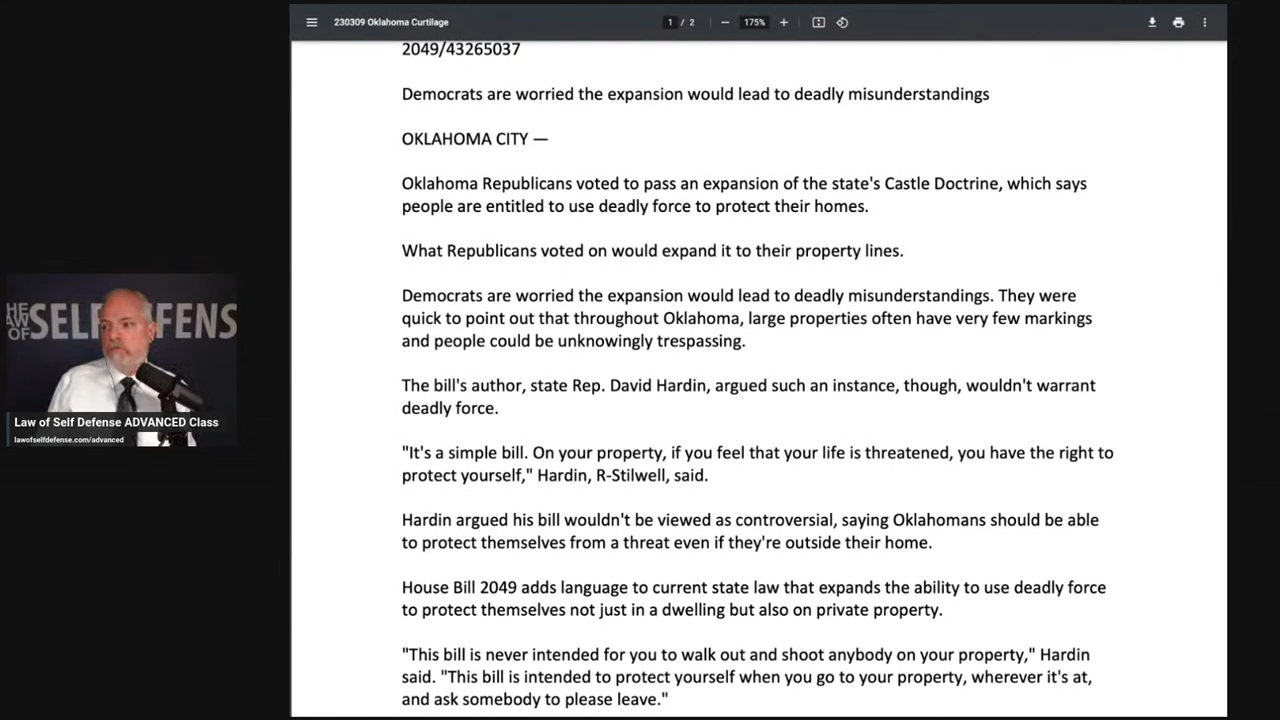 230309 Oklahoma Curtilage
1 / 2
175%
2049/43265037
Democrats are worried the expansion would lead to deadly misunderstandings
OKLAHOMA CITY —
Oklahoma Republicans voted to pass an expansion of the state's Castle Doctrine, which says
people are entitled to use deadly force to protect their homes.
What Republicans voted on would expand it to their property lines.
Democrats are worried the expansion would lead to deadly misunderstandings. They were
quick to point out that throughout Oklahoma, large properties often have very few markings
and people could be unknowingly trespassing.
The bill's author, state Rep. David Hardin, argued such an instance, though, wouldn't warrant
deadly force.
"It's a simple bill. On your property, if you feel that your life is threatened, you have the right to
protect yourself," Hardin, R-Stilwell, said.
Hardin argued his bill wouldn't be viewed as controversial, saying Oklahomans should be able
to protect themselves from a threat even if they're outside their home.
House Bill 2049 adds language to current state law that expands the ability to use deadly force
to protect themselves not just in a dwelling but also on private property.
"This bill is never intended for you to walk out and shoot anybody on your property," Hardin
said. "This bill is intended to protect yourself when you go to your property, wherever it's at,
and ask somebody to please leave."
HE
AW
OF
SELF DEFENS
Law of Self Defense ADVANCED Class
lawofselfdefense.com/advanced